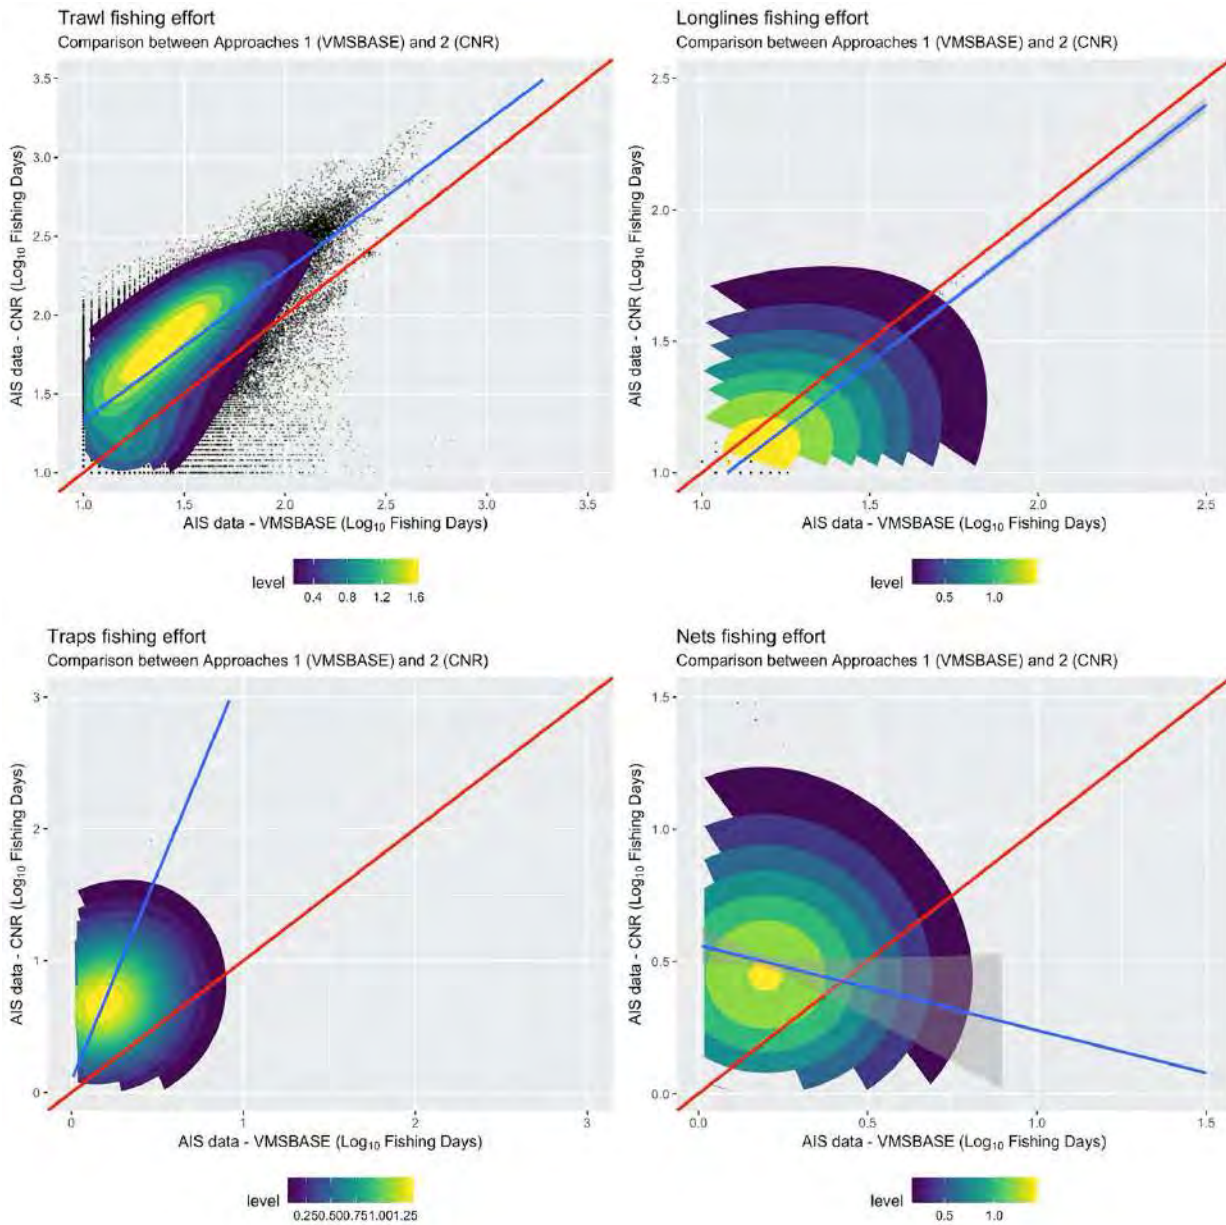 Trawl fishing effort
Comparison between Approaches 1 (VMSBASE) and 2 (CNR)
AIS data - CNR (Log10 Fishing Days)
3.5
3.0
2.5
2.0
1.5
1.0
1.0 1.5 2.0 2.5 3.0 3.5
AIS data - VMSBASE (Log10 Fishing Days)
level
0.4 0.8 1.2 1.6
Longlines fishing effort
Comparison between Approaches 1 (VMSBASE) and 2 (CNR)
AIS data - CNR (Log10 Fishing Days)
2.5
2.0
1.5
1.0
1.0 1.5 2.0 2.5
AIS data - VMSBASE (Log10 Fishing Days)
level
0.5 1.0
Traps fishing effort
Comparison between Approaches 1 (VMSBASE) and 2 (CNR)
AIS data - CNR (Log10 Fishing Days)
3
2
1
0
0 1 2 3
AIS data - VMSBASE (Log10 Fishing Days)
level
0.250.500.751.001.25
Nets fishing effort
Comparison between Approaches 1 (VMSBASE) and 2 (CNR)
AIS data - CNR (Log10 Fishing Days)
1.5
1.0
0.5
0.0
0.0 0.5 1.0 1.5
AIS data - VMSBASE (Log10 Fishing Days)
level
0.5 1.0